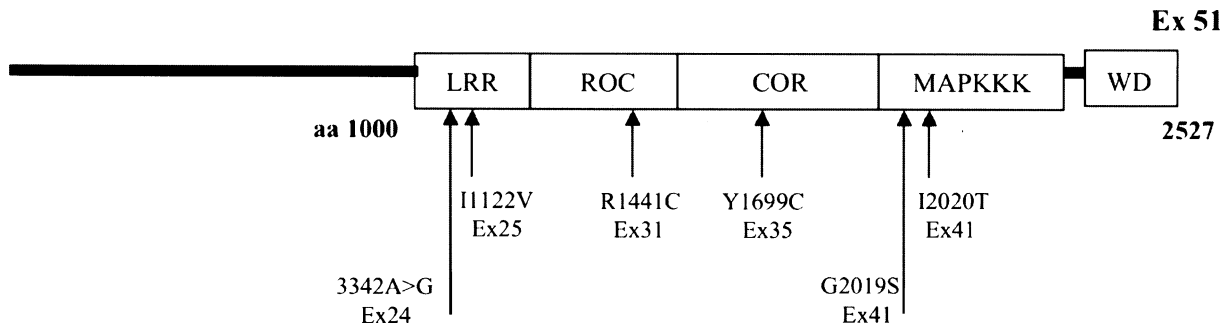 Ex 51
LRR
ROC
COR
MAPKKK
WD
aa 1000
2527
I1122V
Ex25
R1441C
Ex31
Y1699C
Ex35
I2020T
Ex41
3342A>G
Ex24
G2019S
Ex41